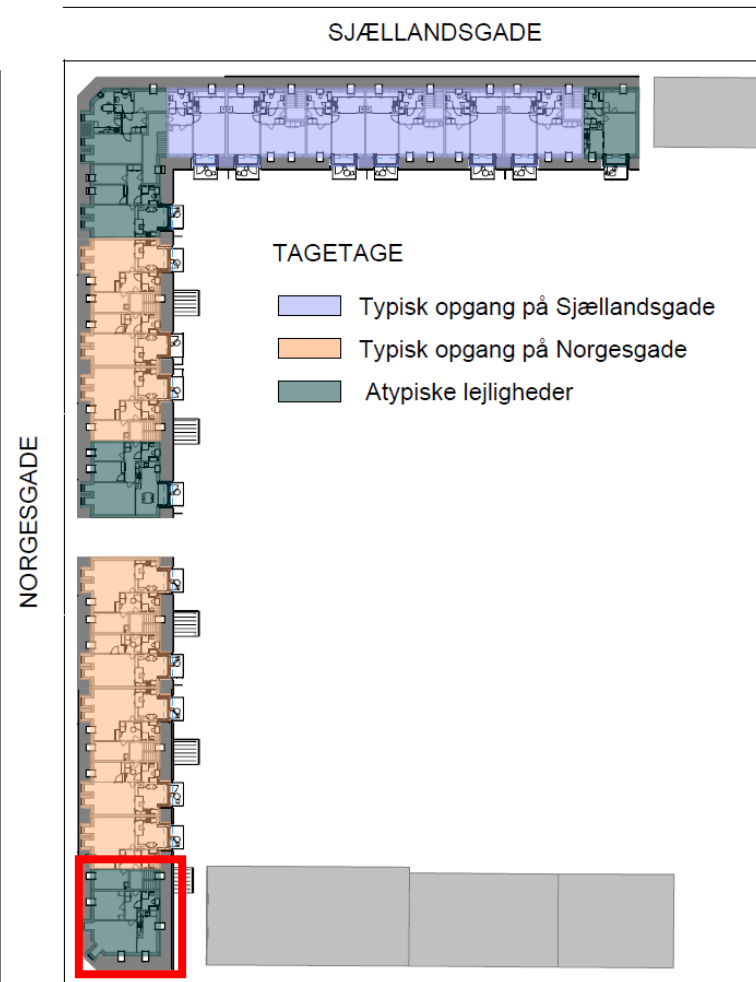 SJÆLLANDSGADE
TAGETAGE
Typisk opgang på Sjællandsgade
Typisk opgang på Norgesgade
Atypiske lejligheder
NORGESGADE